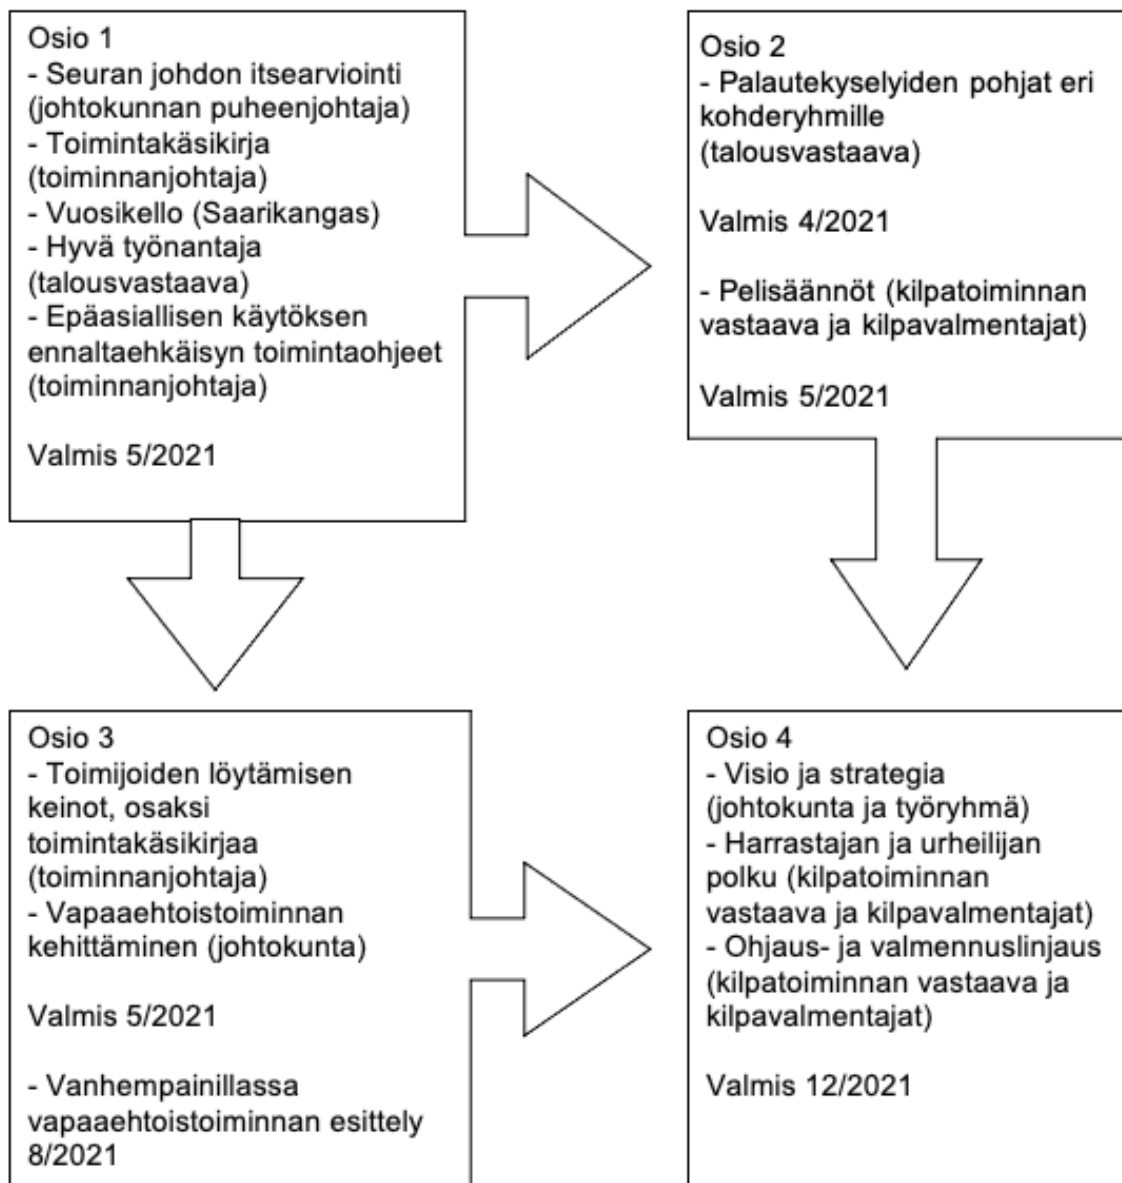 Osio 1
- Seuran johdon itsearviointi
(johtokunnan puheenjohtaja)
- Toimintakäsikirja
(toiminnanjohtaja)
- Vuosikello (Saarikangas)
- Hyvä työnantaja
(talousvastaava)
- Epäasiallisen käytöksen
ennaltaehkäisyn toimintaohjeet
(toiminnanjohtaja)
Valmis 5/2021
Osio 2
- Palautekyselyiden pohjat eri
kohderyhmille
(talousvastaava)
Valmis 4/2021
- Pelisäännöt (kilpatoiminnan
vastaava ja kilpavalmentajat)
Valmis 5/2021
Osio 3
- Toimijoiden löytämisen
keinot, osaksi
toimintakäsikirjaa
(toiminnanjohtaja)
- Vapaaehtoistoiminnan
kehittäminen (johtokunta)
Valmis 5/2021
- Vanhempainillassa
vapaaehtoistoiminnan esittely
8/2021
Osio 4
- Visio ja strategia
(johtokunta ja työryhmä)
- Harrastajan ja urheilijan
polku (kilpatoiminnan
vastaava ja kilpavalmentajat)
- Ohjaus- ja valmennuslinjaus
(kilpatoiminnan vastaava ja
kilpavalmentajat)
Valmis 12/2021